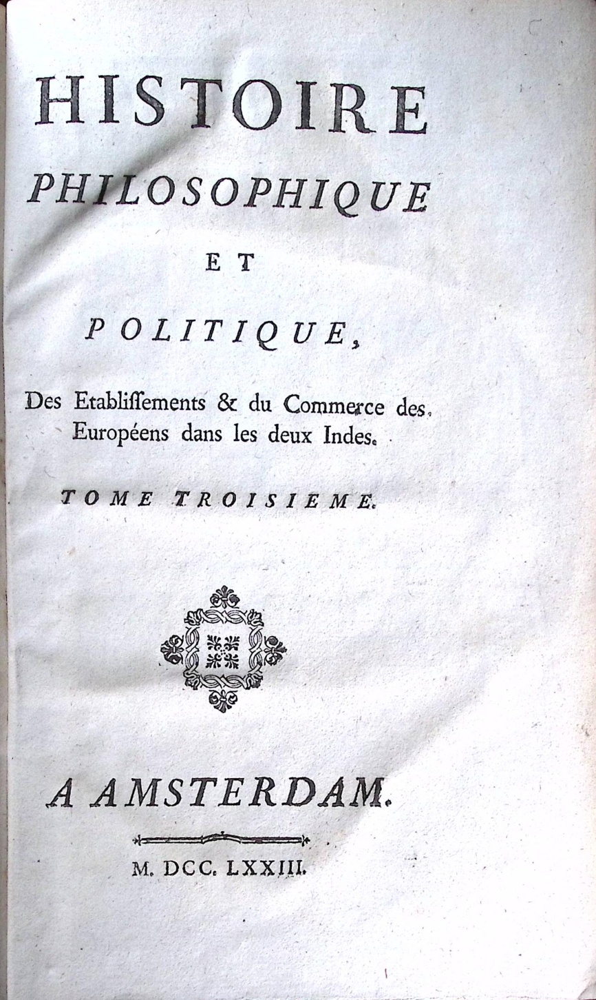 HISTOIRE
PHILOSOPHIQUE
ET
POLITIQUE,
Des Etabliſſements & du Commerce des
Européens dans les deux Indes.
TOME TROISIEME.
A AMSTERDAM.
M. DCC. LXXIII.